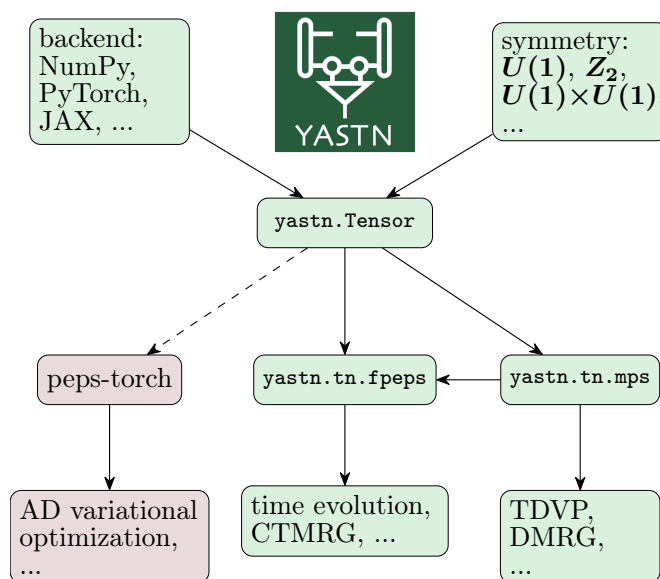 backend:
NumPy,
PyTorch,
JAX, ...
YASTN
symmetry:
U(1), Z₂,
U(1)×U(1)
...
yastn.Tensor
peps-torch
yastn.tn.fpeps
yastn.tn.mps
AD variational
optimization,
...
time evolution,
CTMRG, ...
TDVP,
DMRG,
...